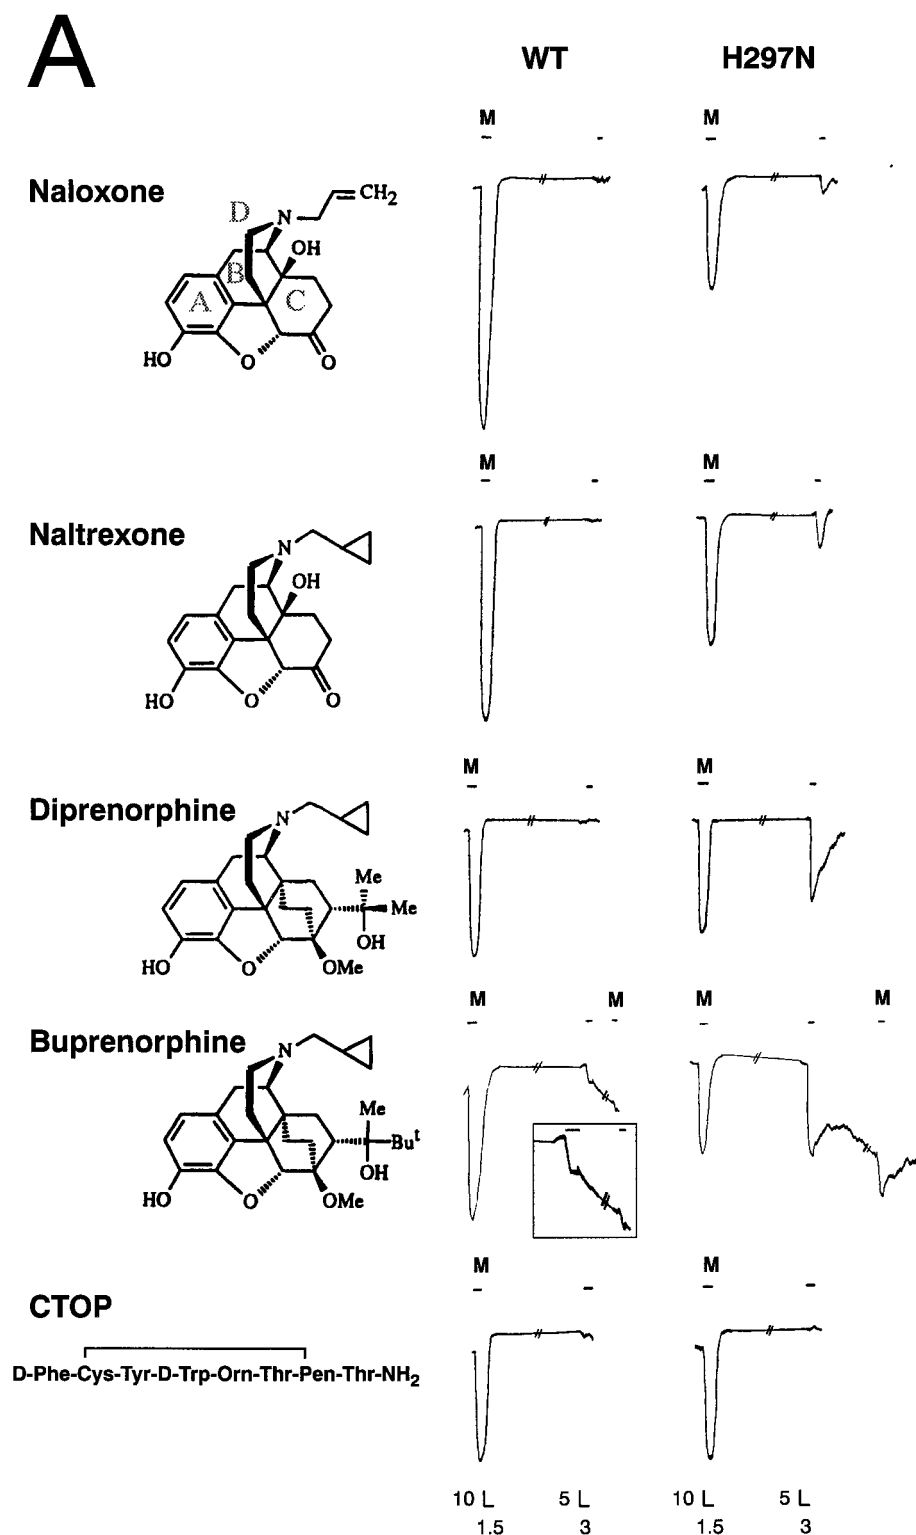 A
WT H297N
M M
Naloxone
D N CH2
OH
B
A C
HO O O
M M
Naltrexone
N
OH
HO O O
M M
Diprenorphine
N
Me
Me
OH
HO O OMe
M M M M
Buprenorphine
N
Me
But
OH
HO O OMe
M M
CTOP
D-Phe-Cys-Tyr-D-Trp-Orn-Thr-Pen-Thr-NH2
10 5 10 5
1.5 3 1.5 3